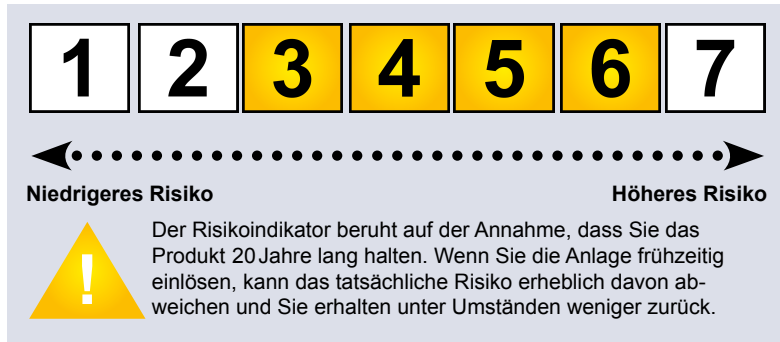 1 2 3 4 5 6 7
Niedrigeres Risiko Höheres Risiko
Der Risikoindikator beruht auf der Annahme, dass Sie das
Produkt 20 Jahre lang halten. Wenn Sie die Anlage frühzeitig
einlösen, kann das tatsächliche Risiko erheblich davon ab-
weichen und Sie erhalten unter Umständen weniger zurück.
!